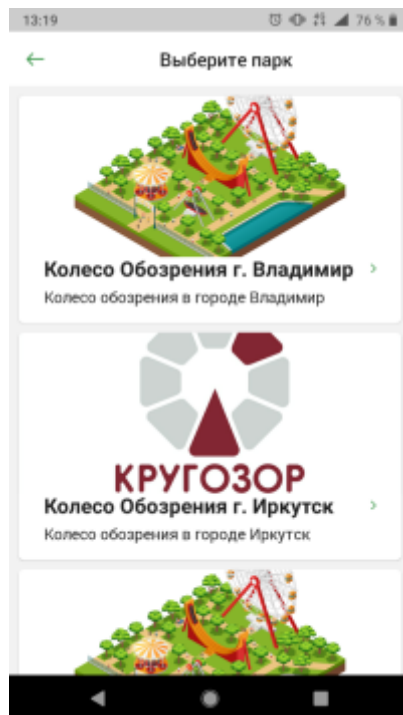 13:19
76 %
Выберите парк
Колесо Обозрения г. Владимир
Колесо обозрения в городе Владимир
КРУГОЗОР
Колесо Обозрения г. Иркутск
Колесо обозрения в городе Иркутск